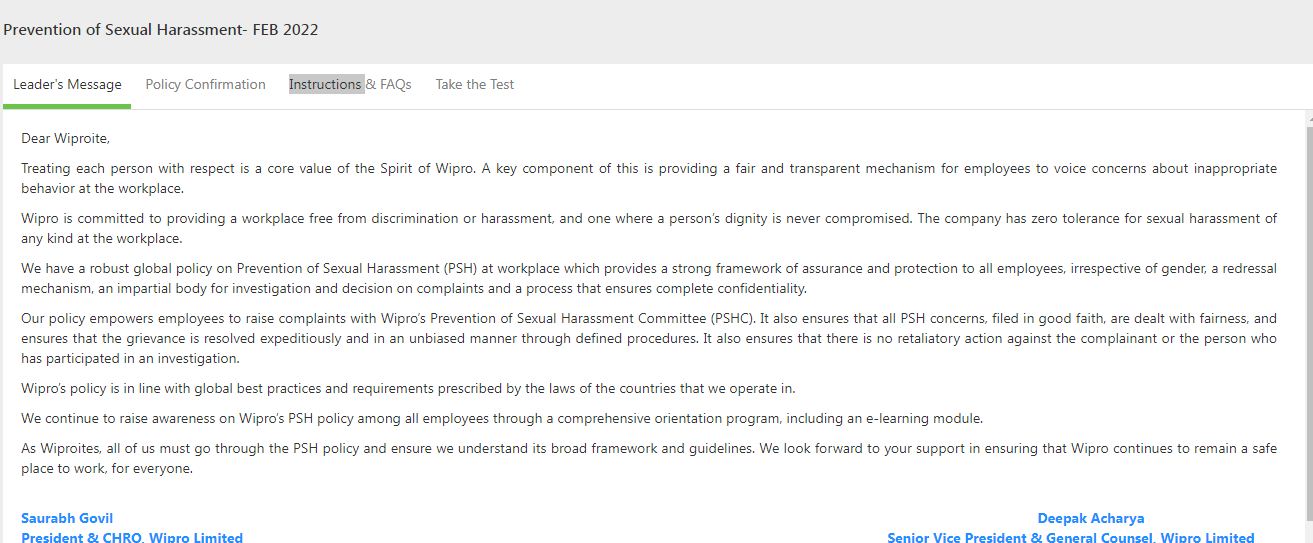 Prevention of Sexual Harassment- FEB 2022
Leader's Message Policy Confirmation Instructions & FAQs Take the Test
Dear Wiproite,
Treating each person with respect is a core value of the Spirit of Wipro. A key component of this is providing a fair and transparent mechanism for employees to voice concerns about inappropriate
behavior at the workplace.
Wipro is committed to providing a workplace free from discrimination or harassment, and one where a person's dignity is never compromised. The company has zero tolerance for sexual harassment of
any kind at the workplace.
We have a robust global policy on Prevention of Sexual Harassment (PSH) at workplace which provides a strong framework of assurance and protection to all employees, irrespective of gender, a redressal
mechanism, an impartial body for investigation and decision on complaints and a process that ensures complete confidentiality.
Our policy empowers employees to raise complaints with Wipro's Prevention of Sexual Harassment Committee (PSHC). It also ensures that all PSH concerns, filed in good faith, are dealt with fairness, and
ensures that the grievance is resolved expeditiously and in an unbiased manner through defined procedures. It also ensures that there is no retaliatory action against the complainant or the person who
has participated in an investigation.
Wipro's policy is in line with global best practices and requirements prescribed by the laws of the countries that we operate in.
We continue to raise awareness on Wipro's PSH policy among all employees through a comprehensive orientation program, including an e-learning module.
As Wiproites, all of us must go through the PSH policy and ensure we understand its broad framework and guidelines. We look forward to your support in ensuring that Wipro continues to remain a safe
place to work, for everyone.
Saurabh Govil Deepak Acharya
President & CHRO, Wipro Limited Senior Vice President & General Counsel, Wipro Limited